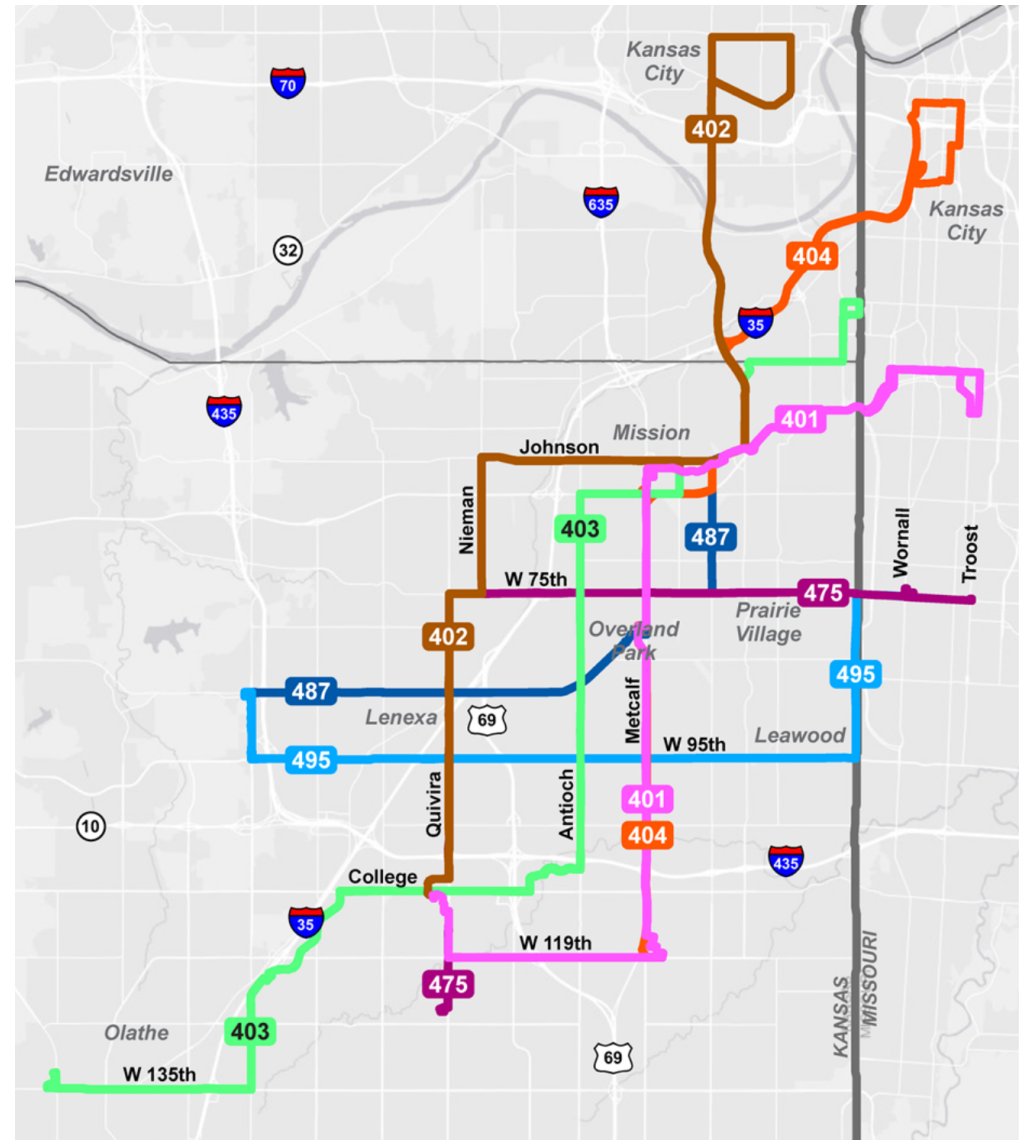 Kansas
City
70
402
Edwardsville
635
Kansas
City
32
404
35
435
401
Mission
Johnson
Nieman
403
487
Wornall
Troost
W 75th
475
Prairie
Village
402
Overland
Park
495
487
Metcalf
Lenexa
69
Leawood
W 95th
495
Quivira
Antioch
401
10
404
435
College
35
W 119th
KANSAS
MISSOURI
475
Olathe
403
69
W 135th